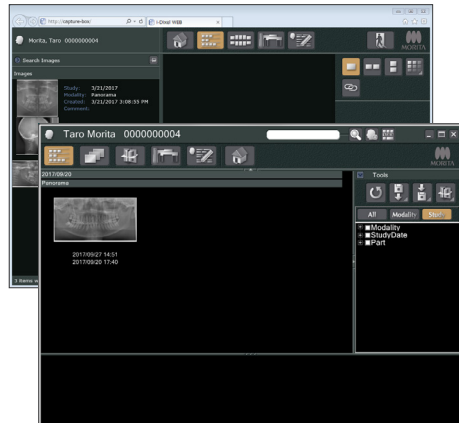 http://capture-box/
i-Dixel WEB
Morita, Taro 0000000004
MORITA
Search Images
Images
Study: 3/21/2017
Modality: Panorama
Created: 3/21/2017 3:08:55 PM
Comment:
Taro Morita 0000000004
MORITA
2017/09/20
Panorama
Tools
All Modality Study
Modality
StudyDate
Part
2017/09/27 14:51
2017/09/20 17:40
3 Items